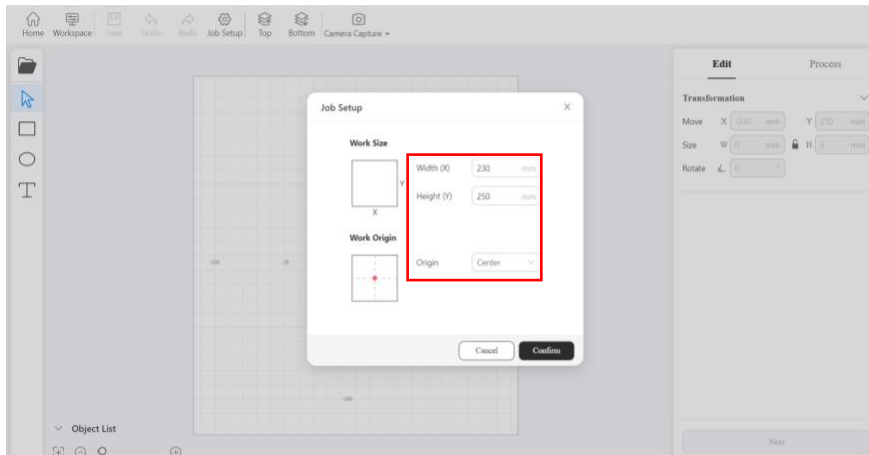 Home Workspace Save Undo Redo Job Setup Top Bottom Camera Capture
Edit Process
Transformation
Move X -230 mm Y 250 mm
Size W 0 mm H 0 mm
Rotate 0 °
Job Setup X
Work Size
Width (X) 230 mm
Y
Height (Y) 250 mm
X
Work Origin
Origin Center
Cancel Confirm
-100 -50
-100
Object List
Next